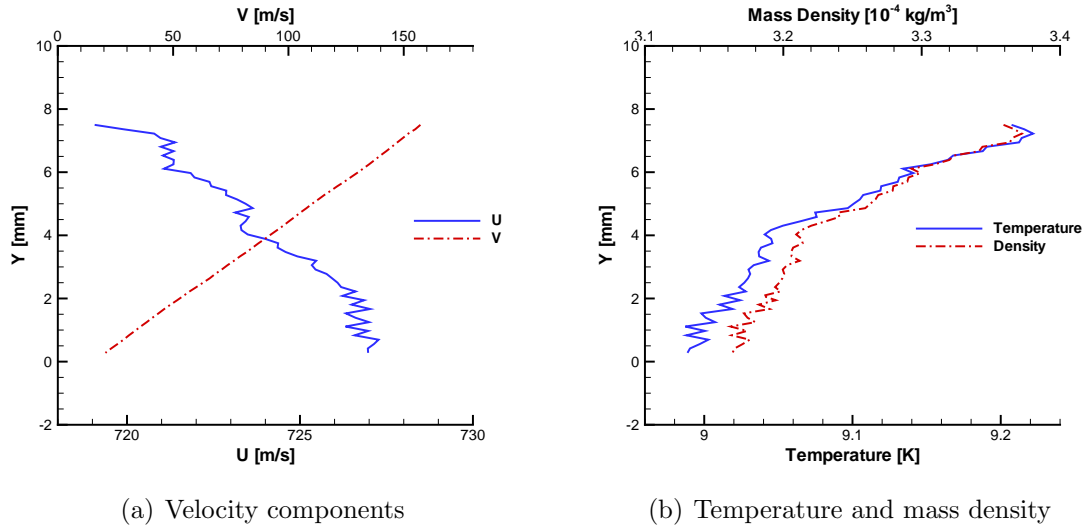 V [m/s]
0 50 100 150
10
8
6
4
2
0
-2
Y [mm]
U
V
720 725 730
U [m/s]
(a) Velocity components
Mass Density [10⁻⁴ kg/m³]
3.1 3.2 3.3 3.4
10
8
6
4
2
0
-2
Y [mm]
Temperature
Density
9 9.1 9.2
Temperature [K]
(b) Temperature and mass density